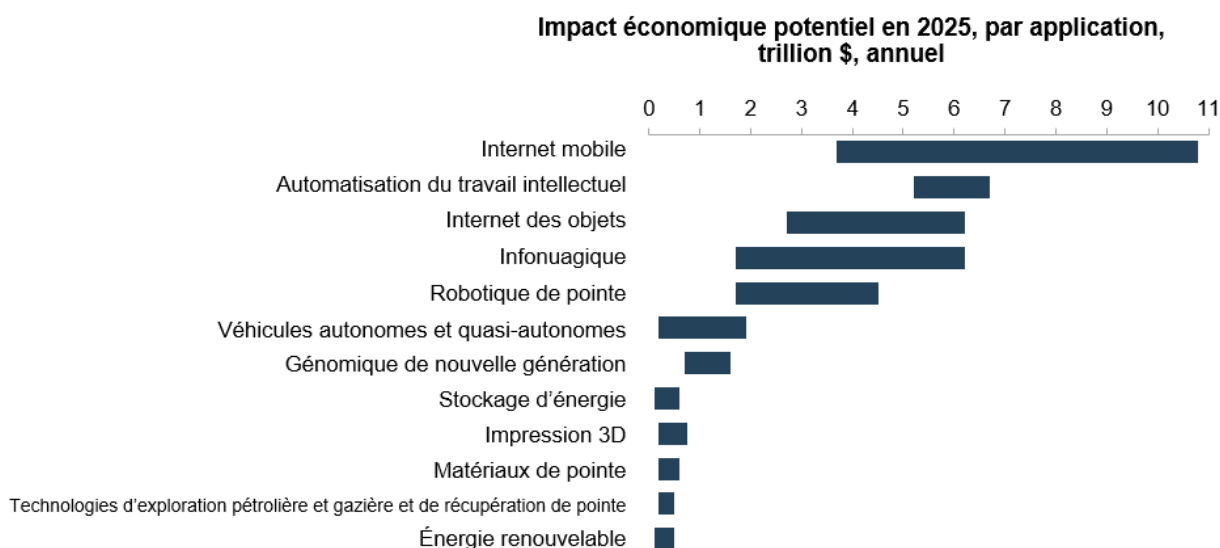 Impact économique potentiel en 2025, par application,
trillion $, annuel
0 1 2 3 4 5 6 7 8 9 10 11
Internet mobile
Automatisation du travail intellectuel
Internet des objets
Infonuagique
Robotique de pointe
Véhicules autonomes et quasi-autonomes
Génomique de nouvelle génération
Stockage d’énergie
Impression 3D
Matériaux de pointe
Technologies d’exploration pétrolière et gazière et de récupération de pointe
Énergie renouvelable